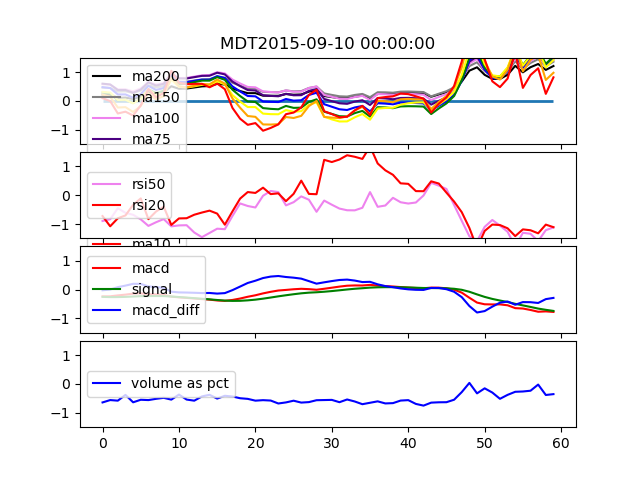 MDT2015-09-10 00:00:00
1
0
−1
ma200
ma150
ma100
ma75
1
0
−1
rsi50
rsi20
ma10
1
0
−1
macd
signal
macd_diff
1
0
−1
volume as pct
0 10 20 30 40 50 60